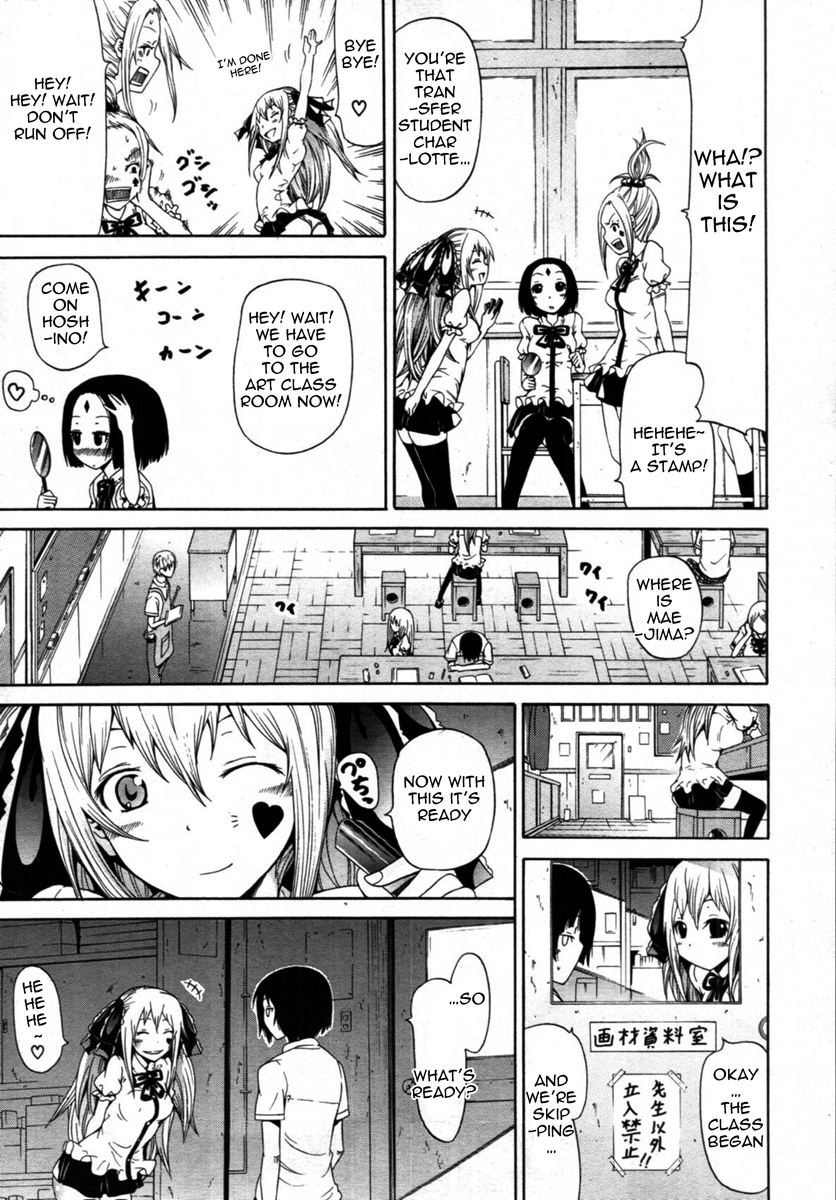 WHA!?
WHAT
IS
THIS!
YOU'RE
THAT
TRAN
-SFER
STUDENT
CHAR
-LOTTE...
HEHEHE~
IT'S
A STAMP!
BYE
BYE!
♡
I'M DONE
HERE!
HEY!
HEY! WAIT!
DON'T
RUN OFF!
グシ
グシッ
HEY! WAIT!
WE HAVE
TO GO
TO THE
ART CLASS
ROOM NOW!
キーン
コーン
カーン
COME
ON
HOSH
-INO!
♡
WHERE
IS
MAE
-JIMA?
ワイ
ワイ
NOW WITH
THIS IT'S
READY
ぺち、
画材資料室
先生以外
立入禁止!!
OKAY
...
THE
CLASS
BEGAN
AND
WE'RE
SKIP
-PING
...
...SO
WHAT'S
READY?
HE
HE
HE
~
♡